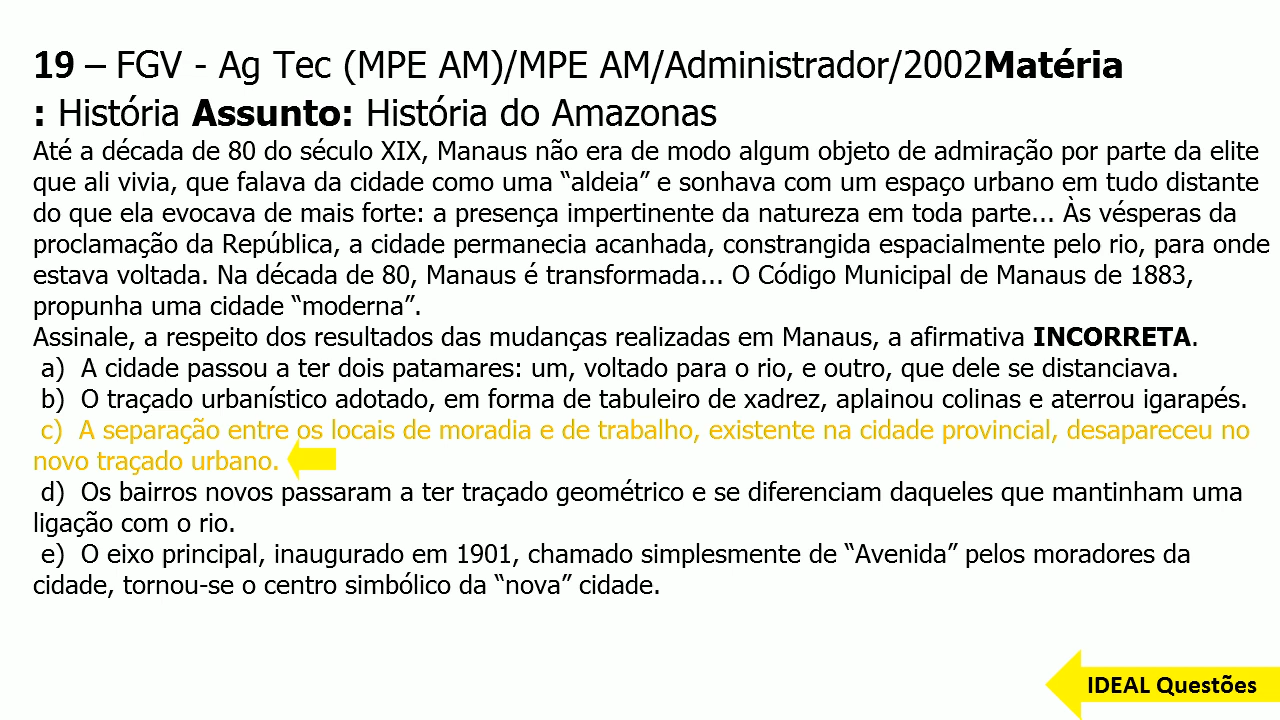 19 – FGV - Ag Tec (MPE AM)/MPE AM/Administrador/2002Matéria
: História Assunto: História do Amazonas
Até a década de 80 do século XIX, Manaus não era de modo algum objeto de admiração por parte da elite
que ali vivia, que falava da cidade como uma “aldeia” e sonhava com um espaço urbano em tudo distante
do que ela evocava de mais forte: a presença impertinente da natureza em toda parte... Às vésperas da
proclamação da República, a cidade permanecia acanhada, constrangida espacialmente pelo rio, para onde
estava voltada. Na década de 80, Manaus é transformada... O Código Municipal de Manaus de 1883,
propunha uma cidade “moderna”.
Assinale, a respeito dos resultados das mudanças realizadas em Manaus, a afirmativa INCORRETA.
a) A cidade passou a ter dois patamares: um, voltado para o rio, e outro, que dele se distanciava.
b) O traçado urbanístico adotado, em forma de tabuleiro de xadrez, aplainou colinas e aterrou igarapés.
c) A separação entre os locais de moradia e de trabalho, existente na cidade provincial, desapareceu no
novo traçado urbano.
d) Os bairros novos passaram a ter traçado geométrico e se diferenciam daqueles que mantinham uma
ligação com o rio.
e) O eixo principal, inaugurado em 1901, chamado simplesmente de “Avenida” pelos moradores da
cidade, tornou-se o centro simbólico da “nova” cidade.
IDEAL Questões